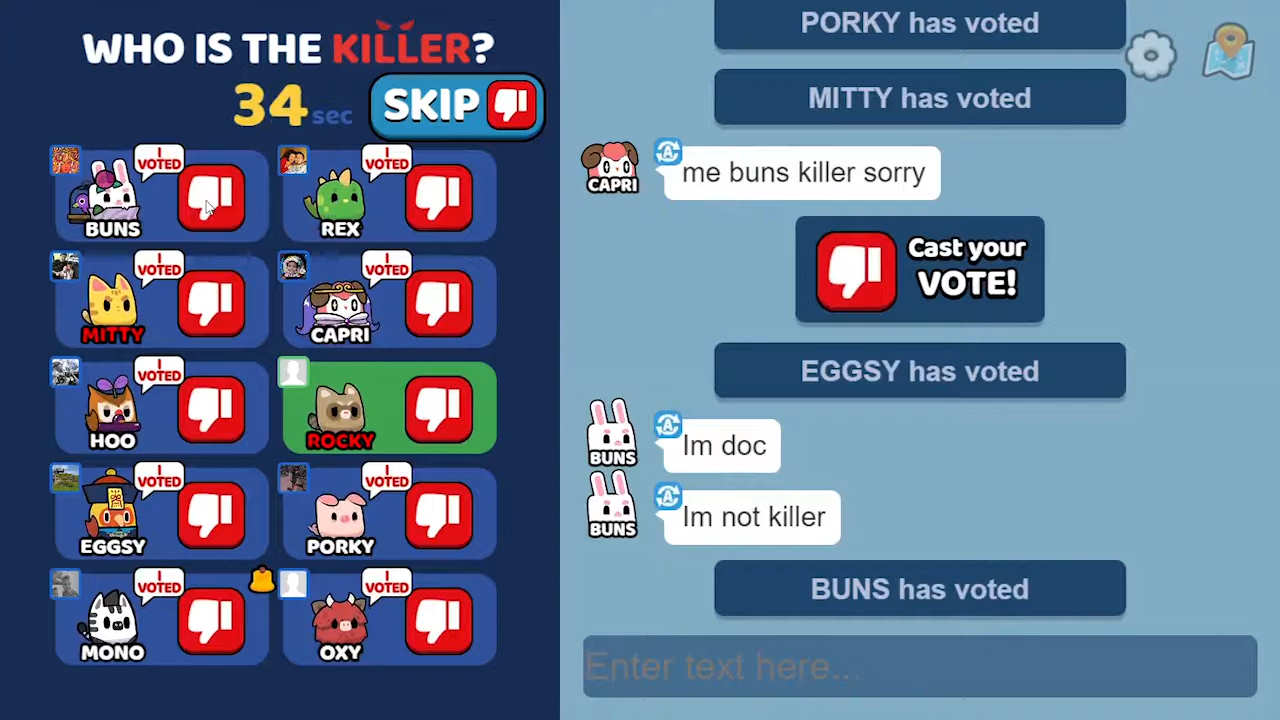 WHO IS THE KILLER?
34 sec
SKIP
I VOTED
BUNS
I VOTED
REX
I VOTED
MITTY
I VOTED
CAPRI
I VOTED
HOO
ROCKY
I VOTED
EGGSY
I VOTED
PORKY
I VOTED
MONO
I VOTED
OXY
PORKY has voted
MITTY has voted
CAPRI
A
me buns killer sorry
Cast your
VOTE!
EGGSY has voted
BUNS
A
Im doc
BUNS
A
Im not killer
BUNS has voted
Enter text here...